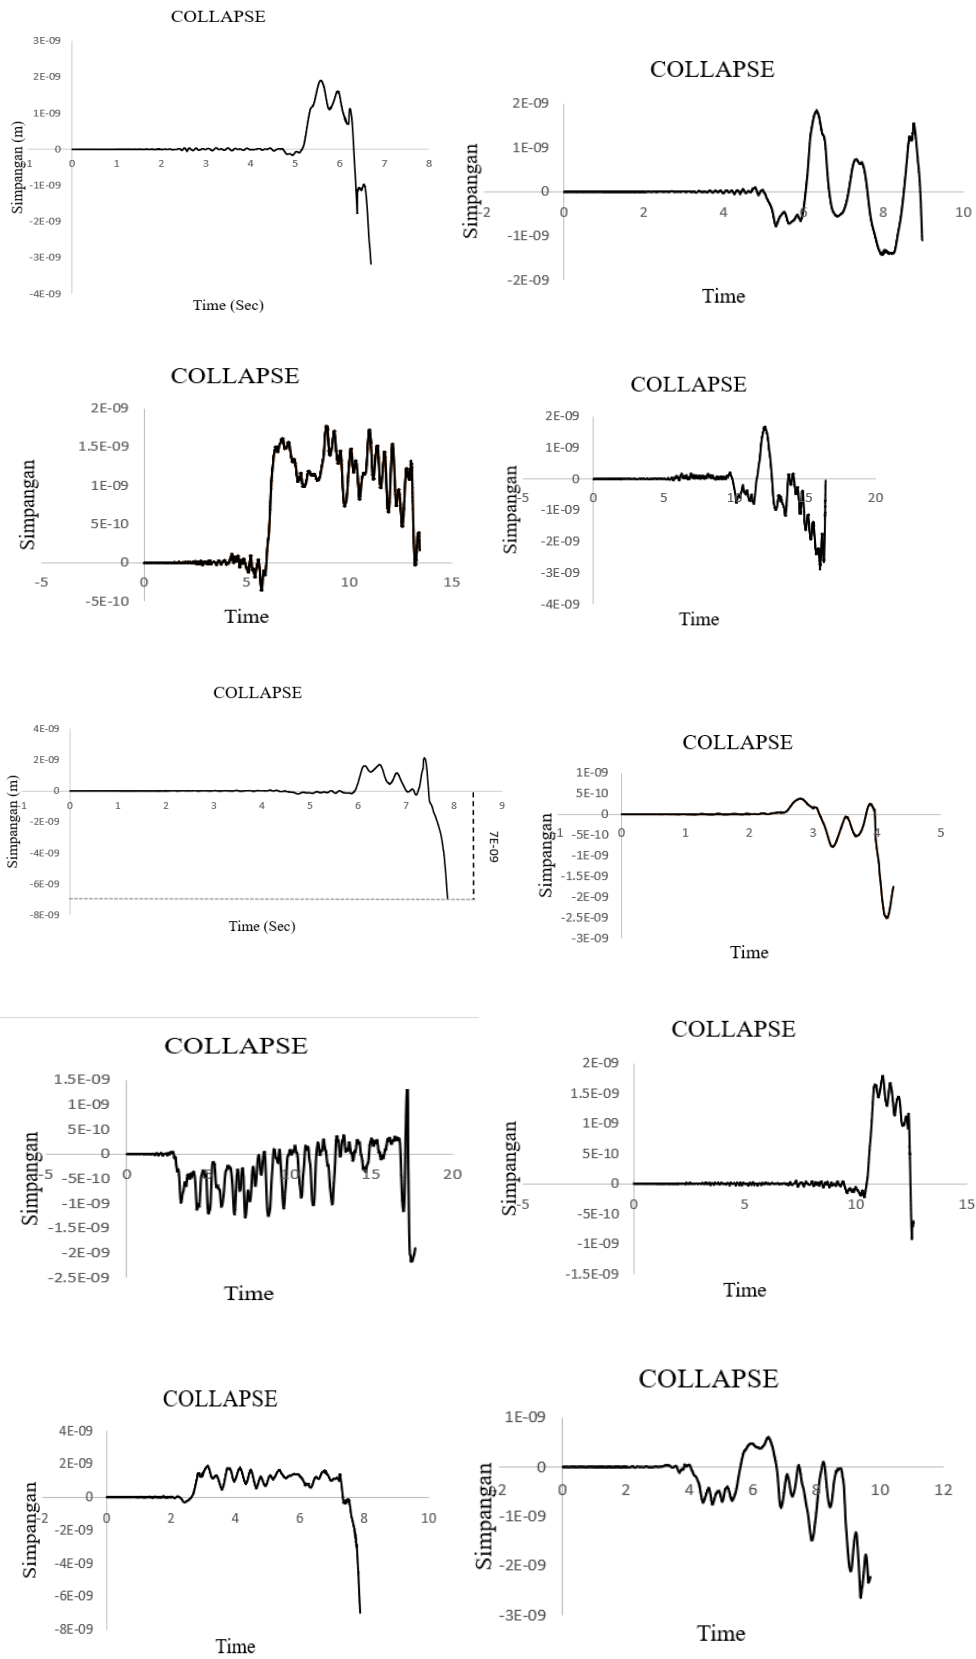 COLLAPSE
3E-09
2E-09
1E-09
0
-1E-09
-2E-09
-3E-09
-4E-09
-1 0 1 2 3 4 5 6 7 8
Simpangan (m)
Time (Sec)
COLLAPSE
2E-09
1E-09
0
-1E-09
-2E-09
-2 0 2 4 6 8 10
Simpangan
Time
COLLAPSE
2E-09
1.5E-09
1E-09
5E-10
0
-5E-10
-5 0 5 10 15
Simpangan
Time
COLLAPSE
2E-09
1E-09
0
-1E-09
-2E-09
-3E-09
-4E-09
-5 0 5 10 15 20
Simpangan
Time
COLLAPSE
4E-09
2E-09
0
-2E-09
-4E-09
-6E-09
-8E-09
-1 0 1 2 3 4 5 6 7 8 9
Simpangan (m)
7E-09
Time (Sec)
COLLAPSE
1E-09
5E-10
0
-5E-10
-1E-09
-1.5E-09
-2E-09
-2.5E-09
-3E-09
-1 0 1 2 3 4 5
Simpangan
Time
COLLAPSE
1.5E-09
1E-09
5E-10
0
-5E-10
-1E-09
-1.5E-09
-2E-09
-2.5E-09
-5 0 5 10 15 20
Simpangan
Time
COLLAPSE
2E-09
1.5E-09
1E-09
5E-10
0
-5E-10
-1E-09
-1.5E-09
-5 0 5 10 15
Simpangan
Time
COLLAPSE
4E-09
2E-09
0
-2E-09
-4E-09
-6E-09
-8E-09
-2 0 2 4 6 8 10
Simpangan
Time
COLLAPSE
1E-09
0
-1E-09
-2E-09
-3E-09
-2 0 2 4 6 8 10 12
Simpangan
Time